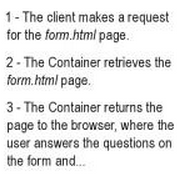 1 - The client makes a request
for the form.html page.
2 - The Container retrieves the
form.html page.
3 - The Container returns the
page to the browser, where the
user answers the questions on
the form and...